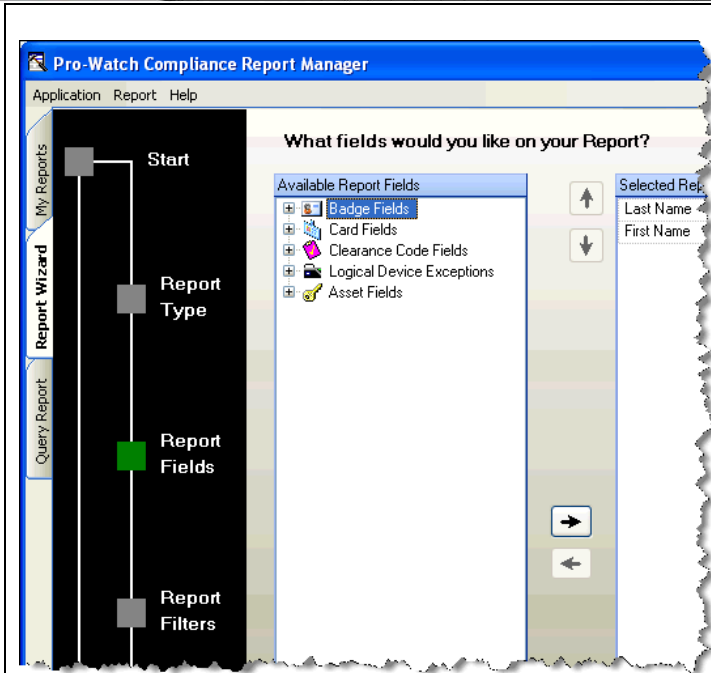 Pro-Watch Compliance Report Manager
Application Report Help
My Reports
Report Wizard
Query Report
Start
Report
Type
Report
Fields
Report
Filters
What fields would you like on your Report?
Available Report Fields
Badge Fields
Card Fields
Clearance Code Fields
Logical Device Exceptions
Asset Fields
Selected
Last Name
First Name